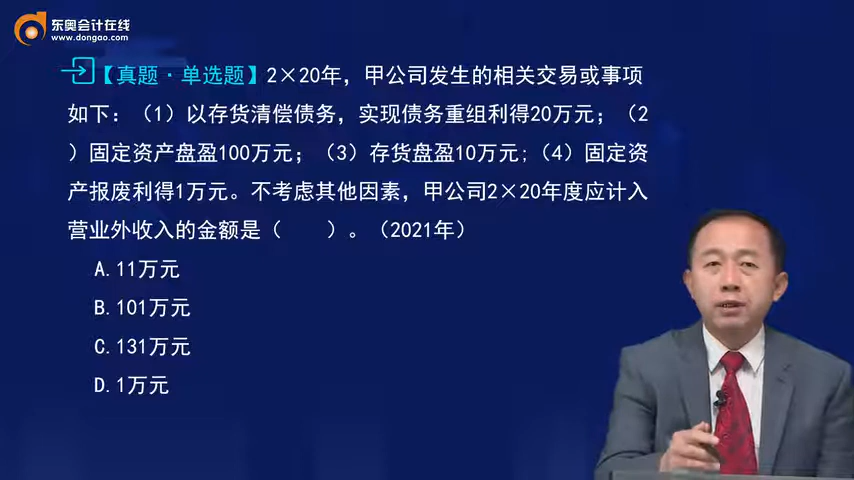 东奥会计在线
www.dongao.com
【真题·单选题】2×20年，甲公司发生的相关交易或事项
如下：（1）以存货清偿债务，实现债务重组利得20万元；（2
）固定资产盘盈100万元；（3）存货盘盈10万元;（4）固定资
产报废利得1万元。不考虑其他因素，甲公司2×20年度应计入
营业外收入的金额是（　　）。（2021年）
A.11万元
B.101万元
C.131万元
D.1万元